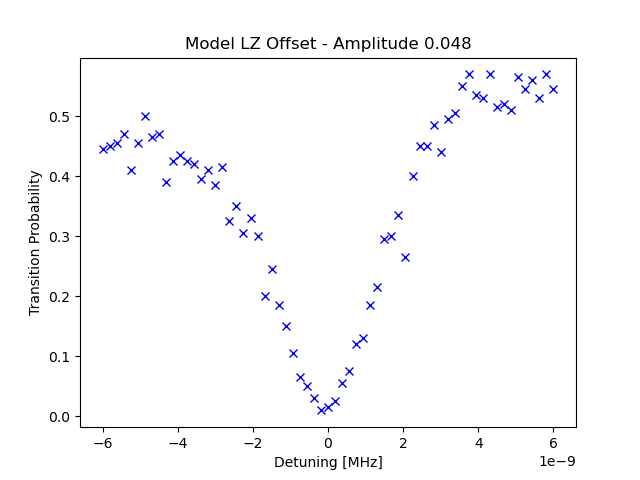 Model LZ Offset - Amplitude 0.048
Transition Probability
0.5
0.4
0.3
0.2
0.1
0.0
−6 −4 −2 0 2 4 6
1e−9
Detuning [MHz]